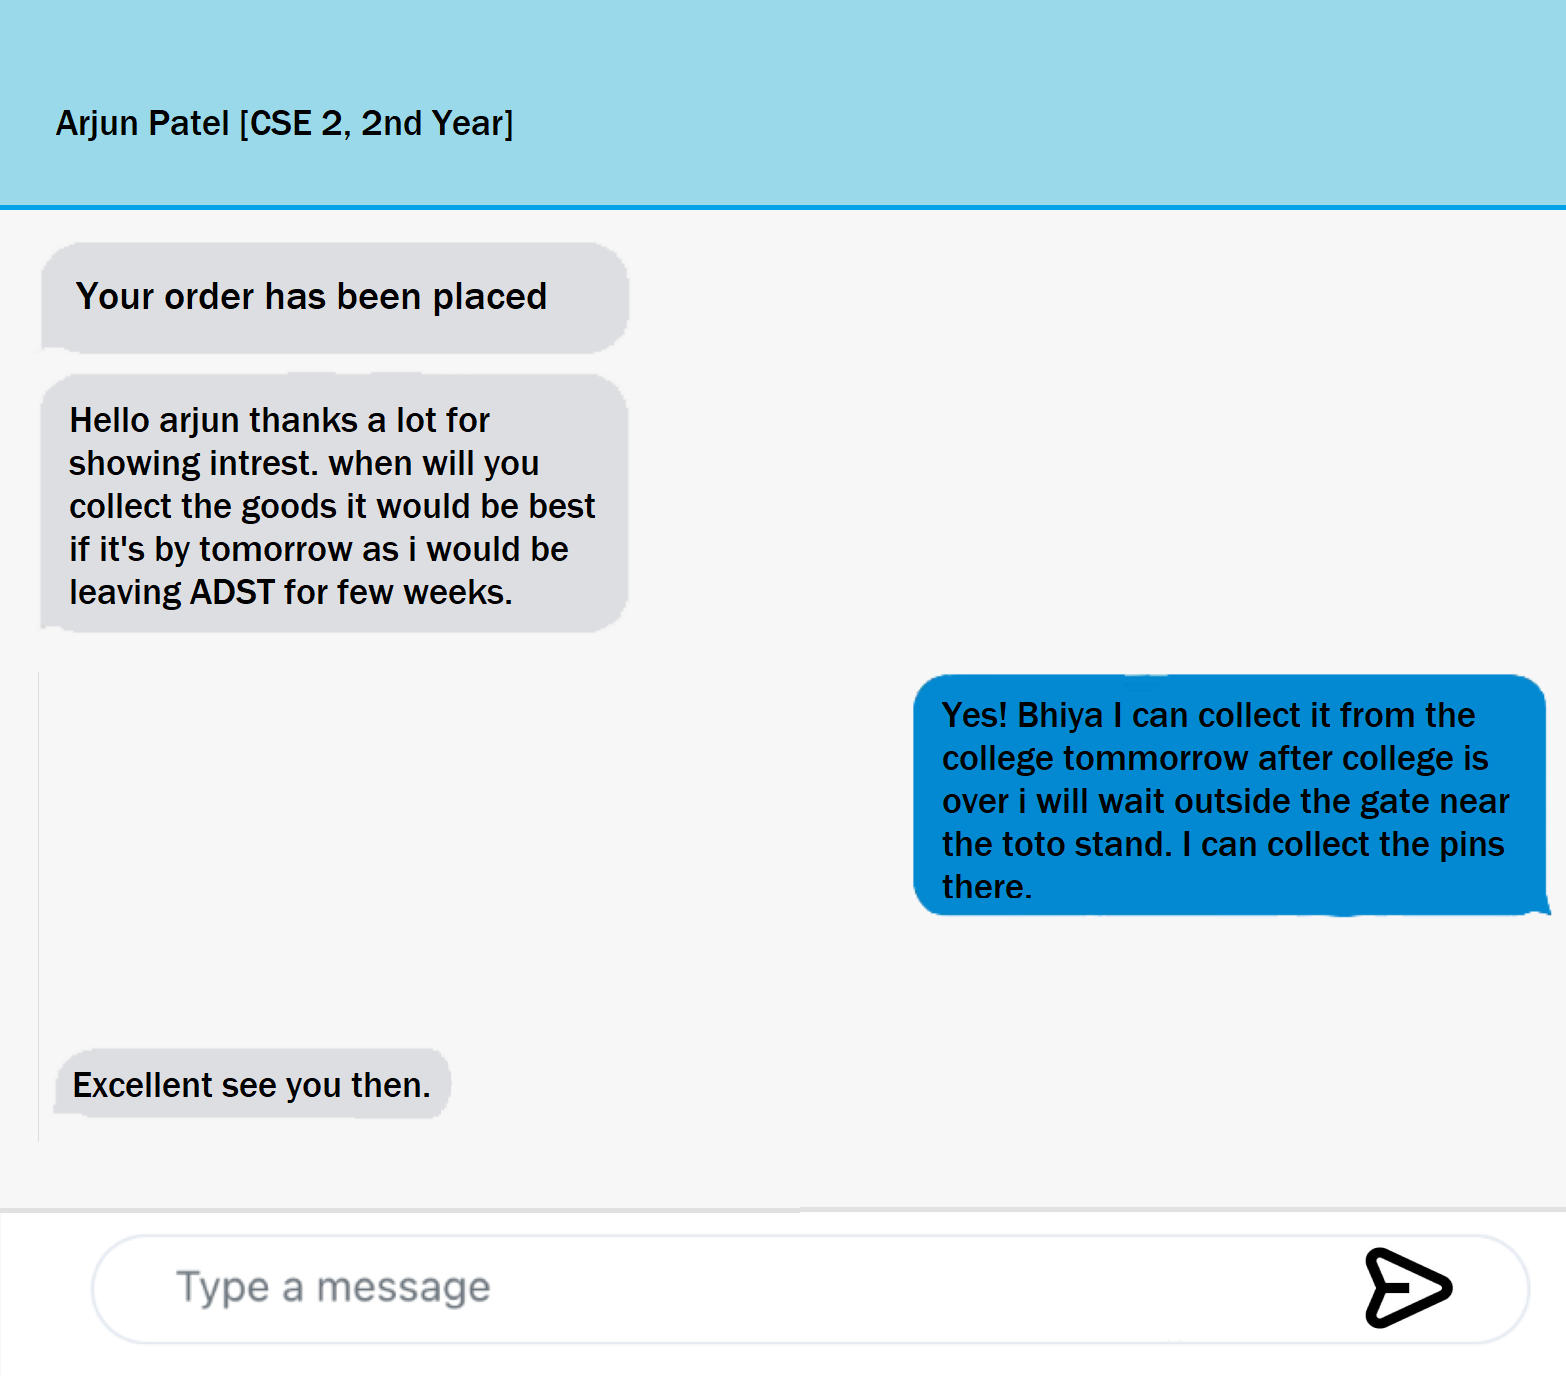 Arjun Patel [CSE 2, 2nd Year]
Your order has been placed
Hello arjun thanks a lot for
showing intrest. when will you
collect the goods it would be best
if it's by tomorrow as i would be
leaving ADST for few weeks.
Yes! Bhiya I can collect it from the
college tommorrow after college is
over i will wait outside the gate near
the toto stand. I can collect the pins
there.
Excellent see you then.
Type a message